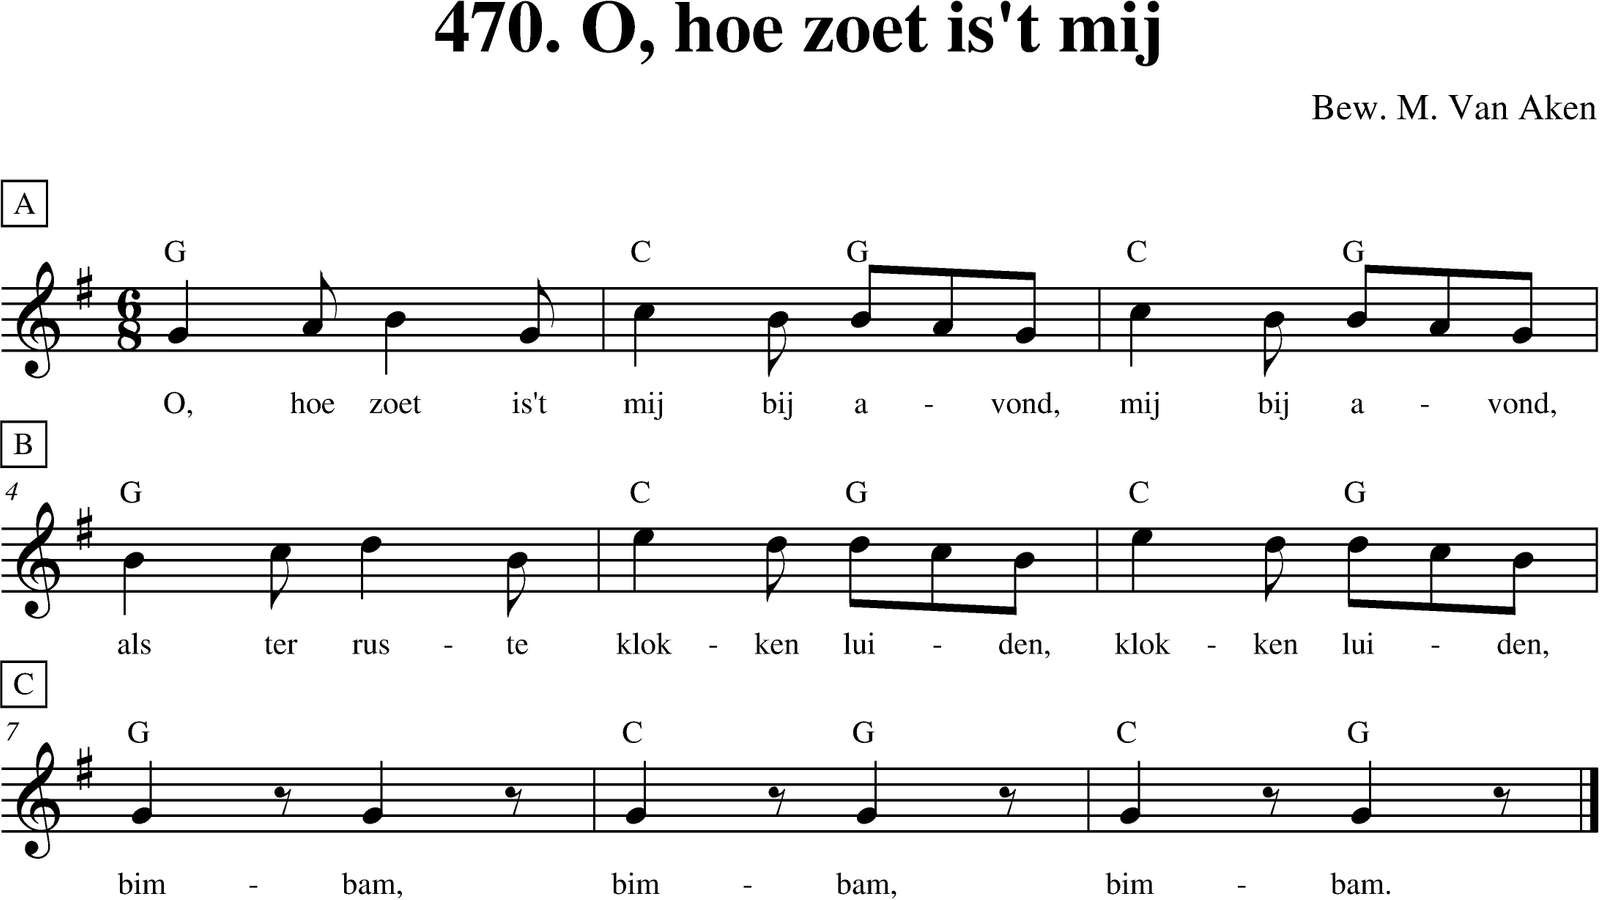 470. O, hoe zoet is't mij
Bew. M. Van Aken
A
G C G C G
6
8
O, hoe zoet is't mij bij a - vond, mij bij a - vond,
B
4
G C G C G
als ter rus - te klok - ken lui - den, klok - ken lui - den,
C
7
G C G C G
bim - bam, bim - bam, bim - bam.